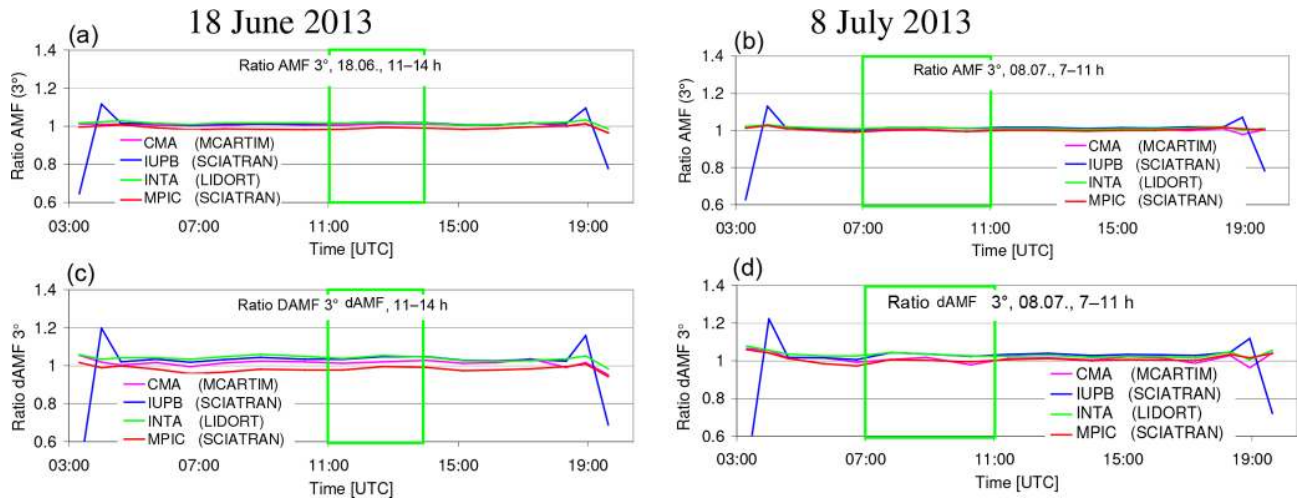 18 June 2013
8 July 2013
(a)
1.4
1.2
1
0.8
0.6
Ratio AMF (3°)
Ratio AMF 3°, 18.06., 11–14 h
CMA (MCARTIM)
IUPB (SCIATRAN)
INTA (LIDORT)
MPIC (SCIATRAN)
03:00 07:00 11:00 15:00 19:00
Time [UTC]
(b)
1.4
1.2
1
0.8
0.6
Ratio AMF (3°)
Ratio AMF 3°, 08.07., 7–11 h
CMA (MCARTIM)
IUPB (SCIATRAN)
INTA (LIDORT)
MPIC (SCIATRAN)
03:00 07:00 11:00 15:00 19:00
Time [UTC]
(c)
1.4
1.2
1
0.8
0.6
Ratio dAMF 3°
Ratio DAMF 3° dAMF, 11–14 h
CMA (MCARTIM)
IUPB (SCIATRAN)
INTA (LIDORT)
MPIC (SCIATRAN)
03:00 07:00 11:00 15:00 19:00
Time [UTC]
(d)
1.4
1.2
1
0.8
0.6
Ratio dAMF 3°
Ratio dAMF 3°, 08.07., 7–11 h
CMA (MCARTIM)
IUPB (SCIATRAN)
INTA (LIDORT)
MPIC (SCIATRAN)
03:00 07:00 11:00 15:00 19:00
Time [UTC]